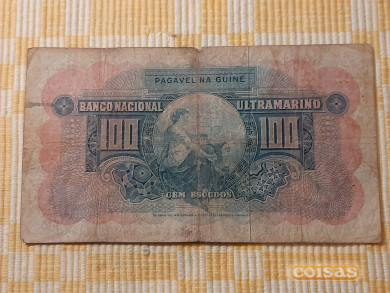 PAGAVEL NA GUINÉ
BANCO NACIONAL ULTRAMARINO
100 100
CEM ESCUDOS
coisas